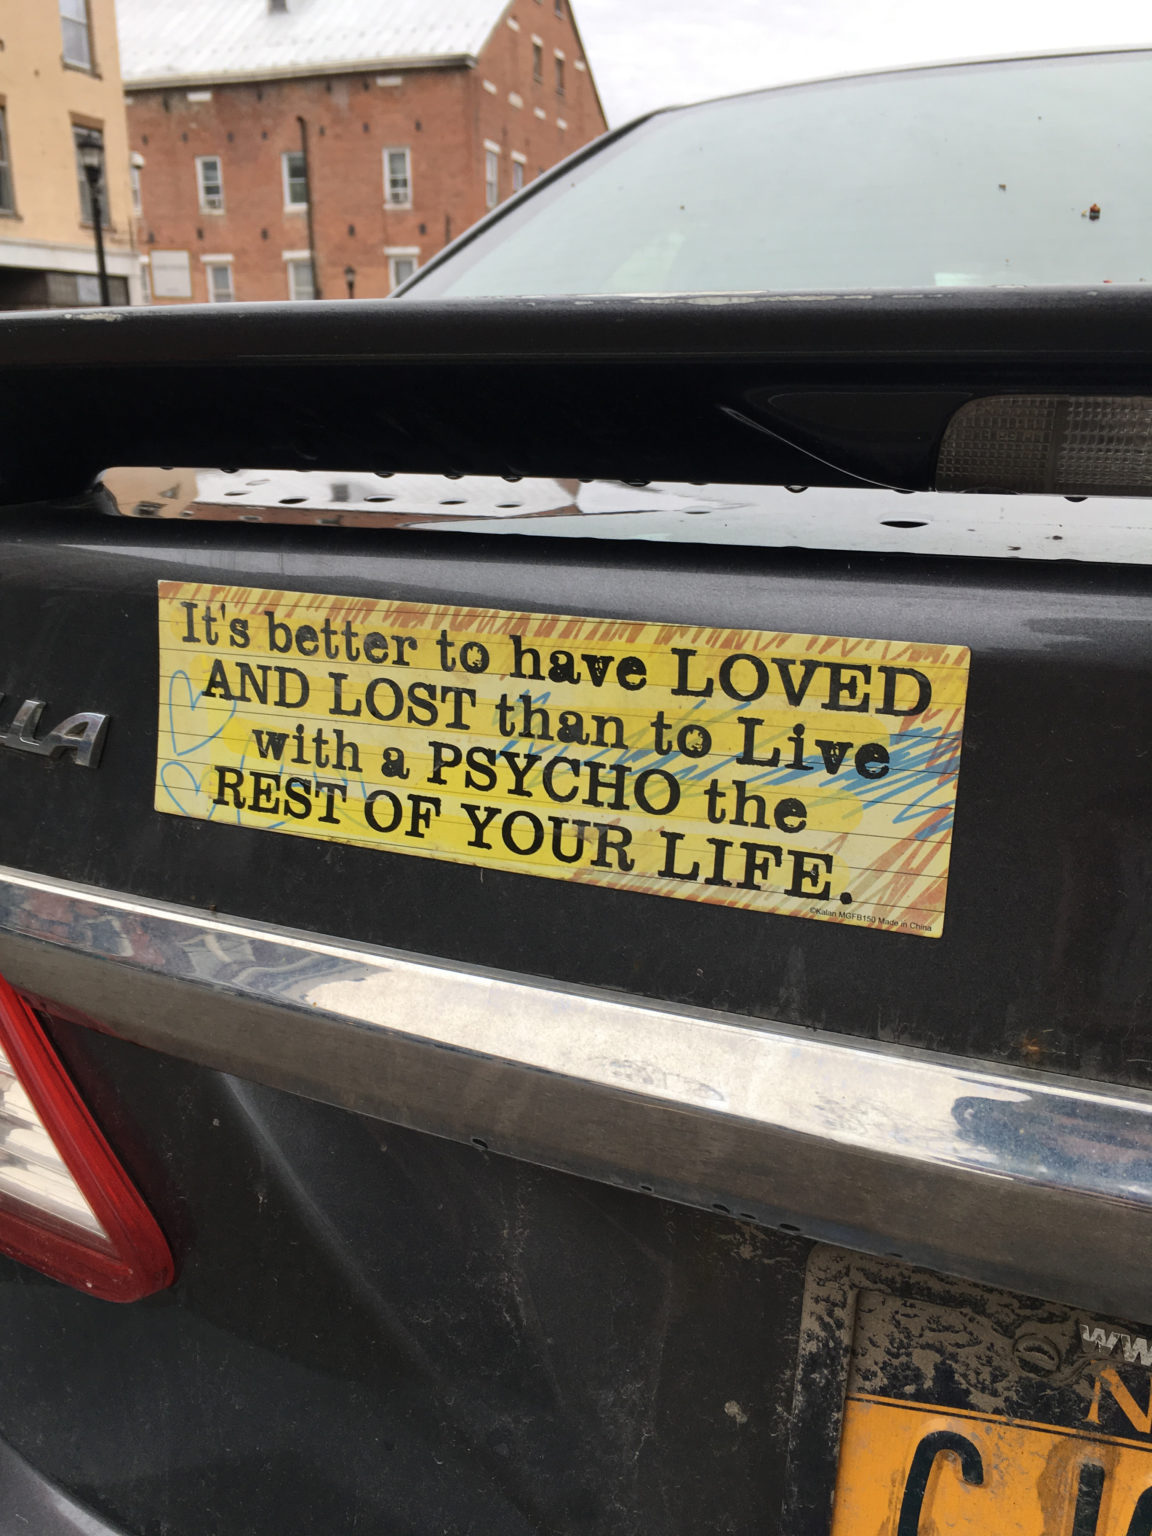 It's better to have LOVED
AND LOST than to Live
with a PSYCHO the
REST OF YOUR LIFE.
©Kalan MGFB150 Made in China